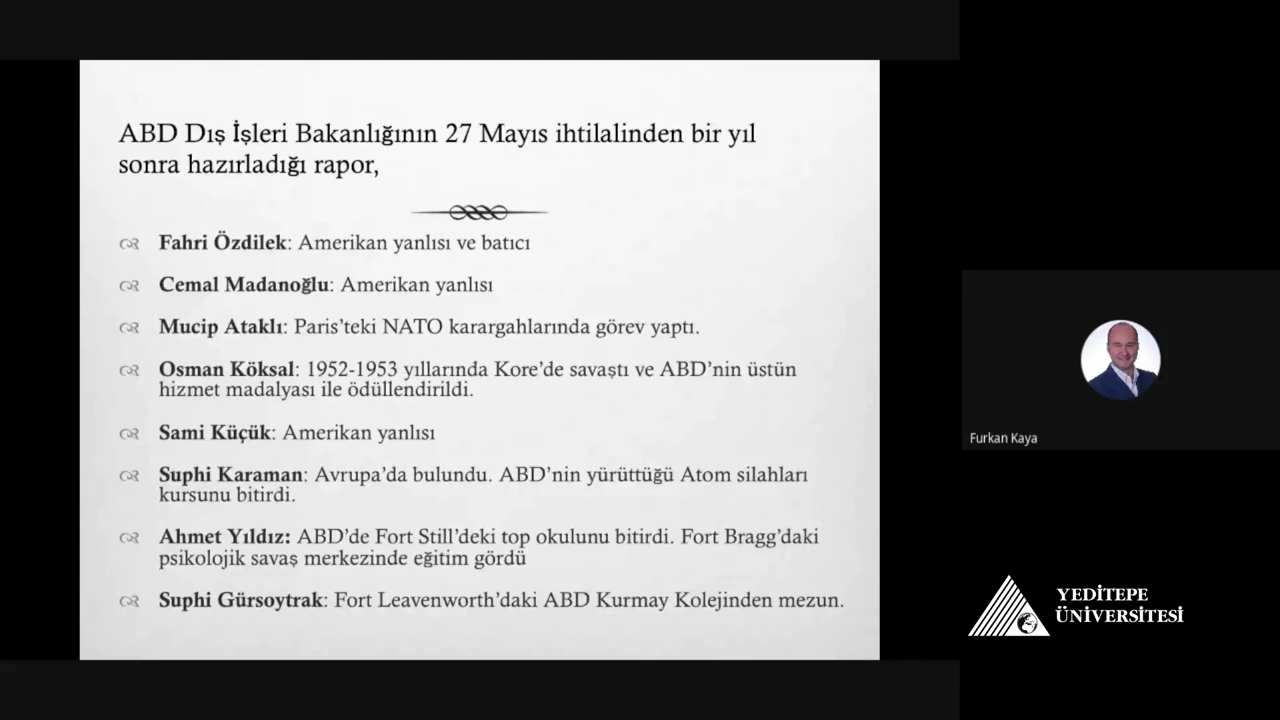 ABD Dış İşleri Bakanlığının 27 Mayıs ihtilalinden bir yıl
sonra hazırladığı rapor,
Fahri Özdilek: Amerikan yanlısı ve batıcı
Cemal Madanoğlu: Amerikan yanlısı
Mucip Ataklı: Paris’teki NATO karargahlarında görev yaptı.
Osman Köksal: 1952-1953 yıllarında Kore’de savaştı ve ABD’nin üstün
hizmet madalyası ile ödüllendirildi.
Sami Küçük: Amerikan yanlısı
Suphi Karaman: Avrupa’da bulundu. ABD’nin yürüttüğü Atom silahları
kursunu bitirdi.
Ahmet Yıldız: ABD’de Fort Still’deki top okulunu bitirdi. Fort Bragg’daki
psikolojik savaş merkezinde eğitim gördü
Suphi Gürsoytrak: Fort Leavenworth’daki ABD Kurmay Kolejinden mezun.
Furkan Kaya
YEDİTEPE
ÜNİVERSİTESİ